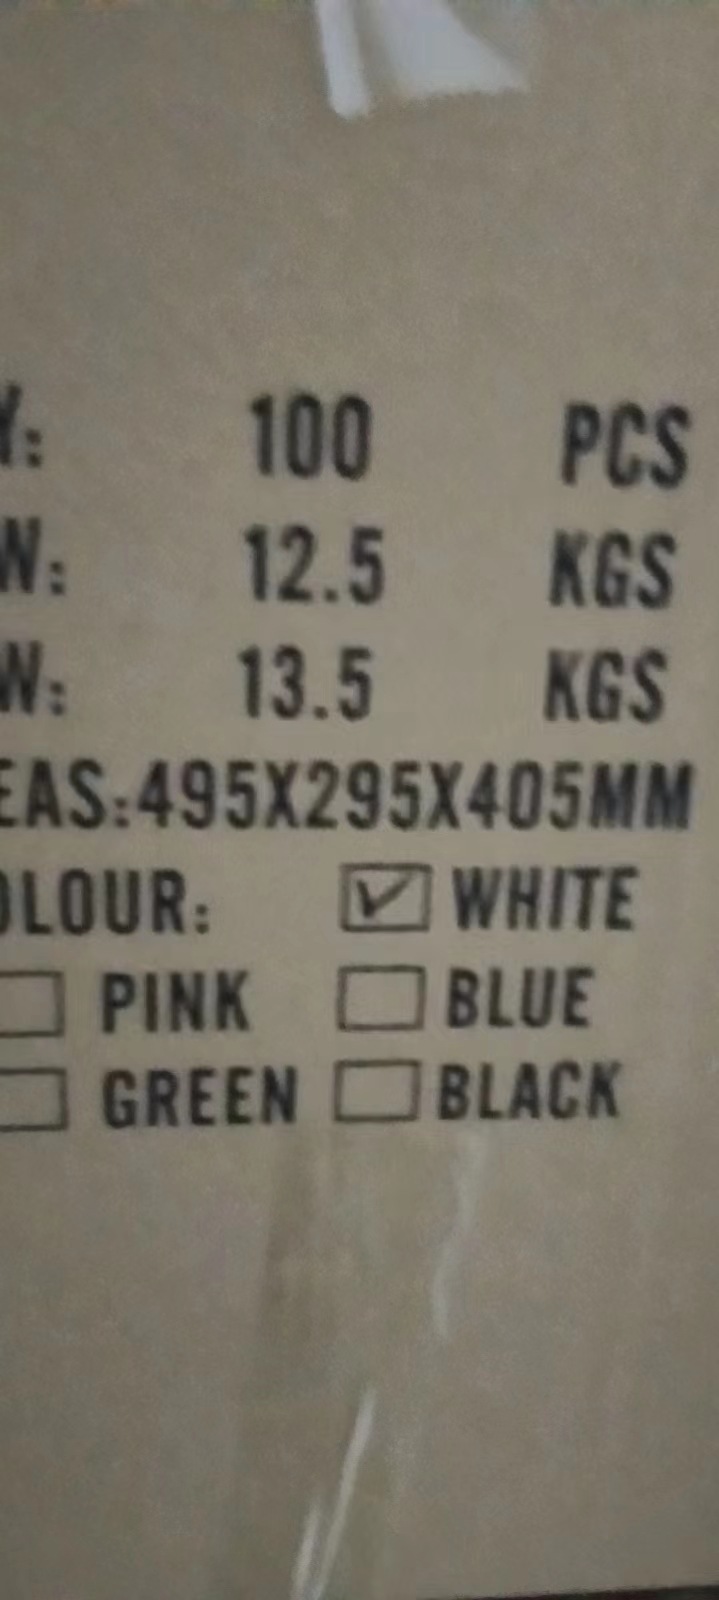 Y: 100 PCS
W: 12.5 KGS
W: 13.5 KGS
EAS:495X295X405MM
OLOUR: ☑ WHITE
☐ PINK ☐ BLUE
☐ GREEN ☐ BLACK